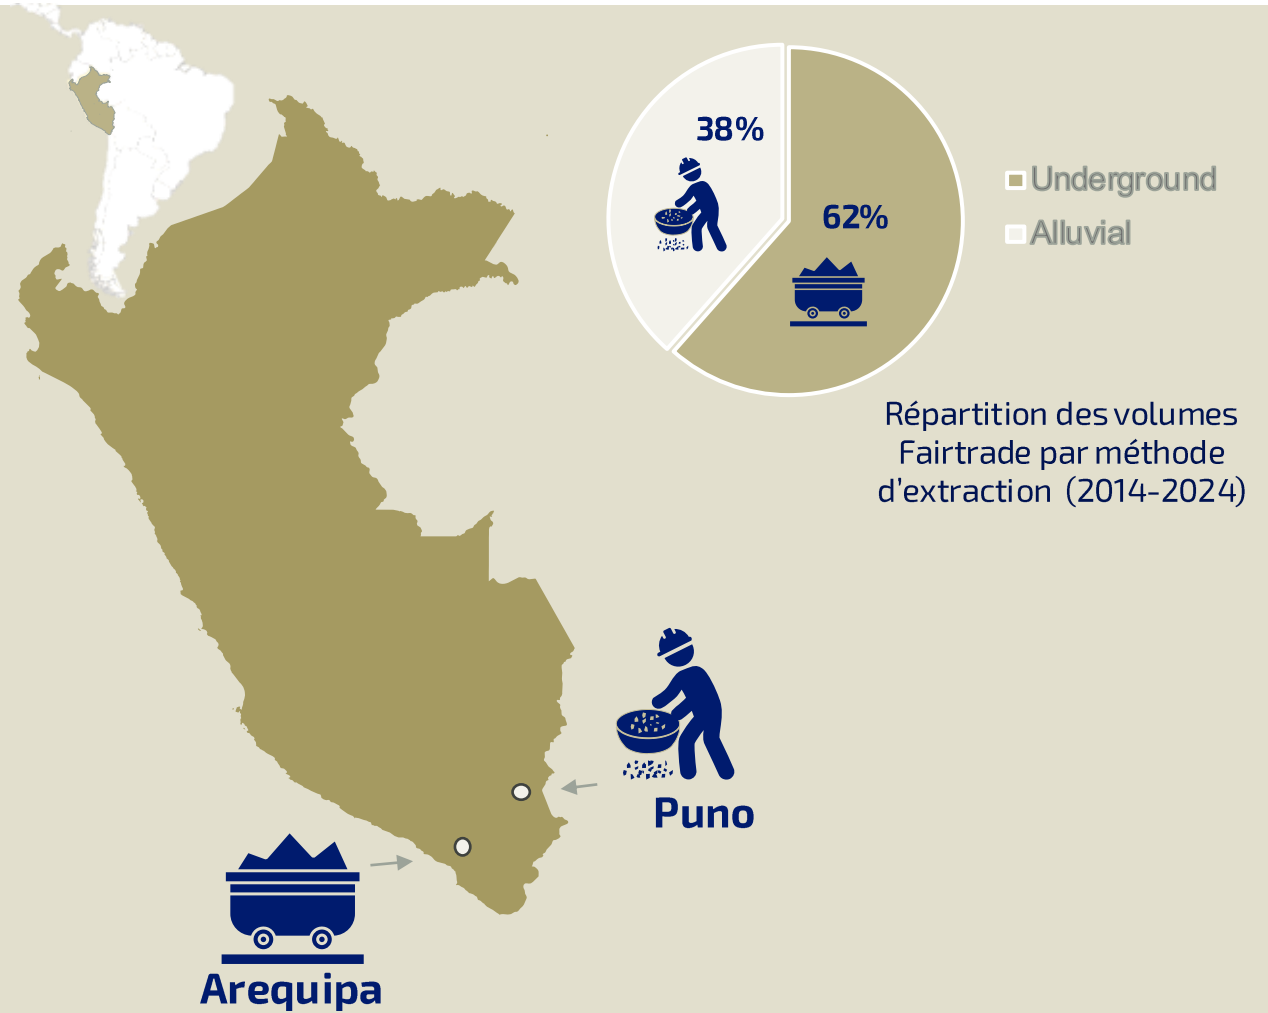 38%
62%
Underground
Alluvial
Répartition des volumes
Fairtrade par méthode
d'extraction (2014-2024)
Puno
Arequipa